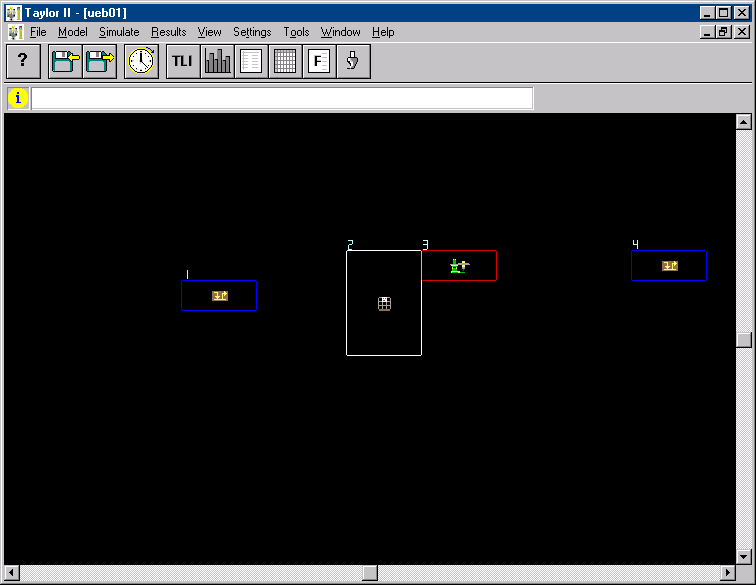 Taylor II - [ueb01]
File Model Simulate Results View Settings Tools Window Help
? TLI F
i
2 3 4
1